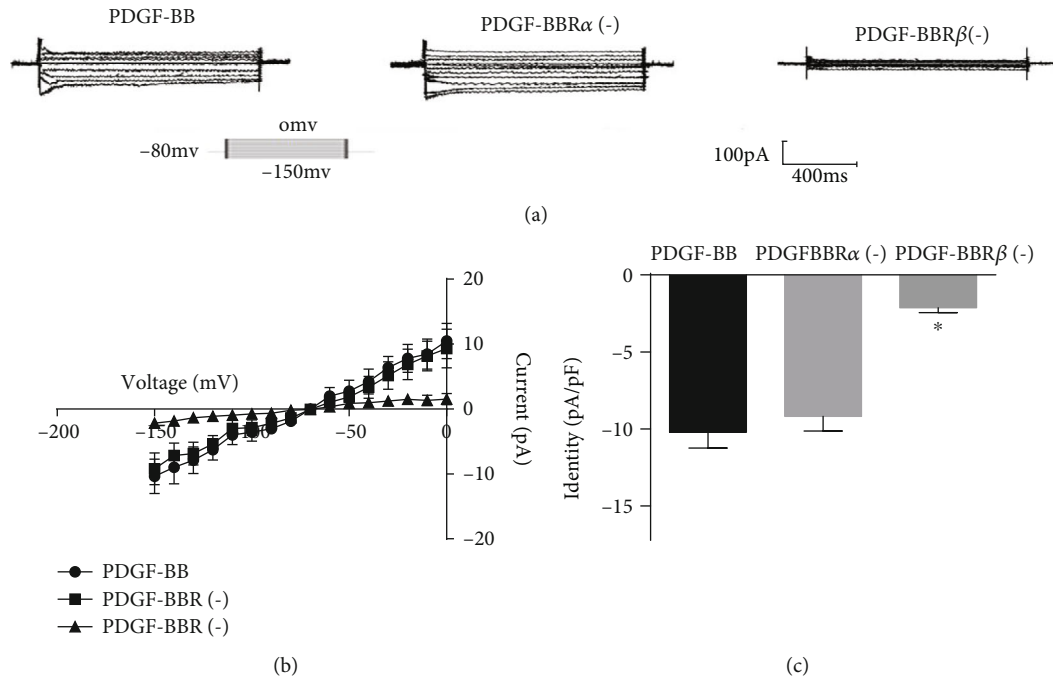 PDGF-BB
PDGF-BBRα (-)
PDGF-BBRβ(-)
omv
−80mv
−150mv
100pA
400ms
(a)
20
10
0
−10
−20
Current (pA)
Voltage (mV)
−200
−150
−100
−50
0
PDGF-BB
PDGF-BBR (-)
PDGF-BBR (-)
(b)
PDGF-BB
PDGFBBRα (-)
PDGF-BBRβ (-)
0
−5
−10
−15
Identity (pA/pF)
*
(c)